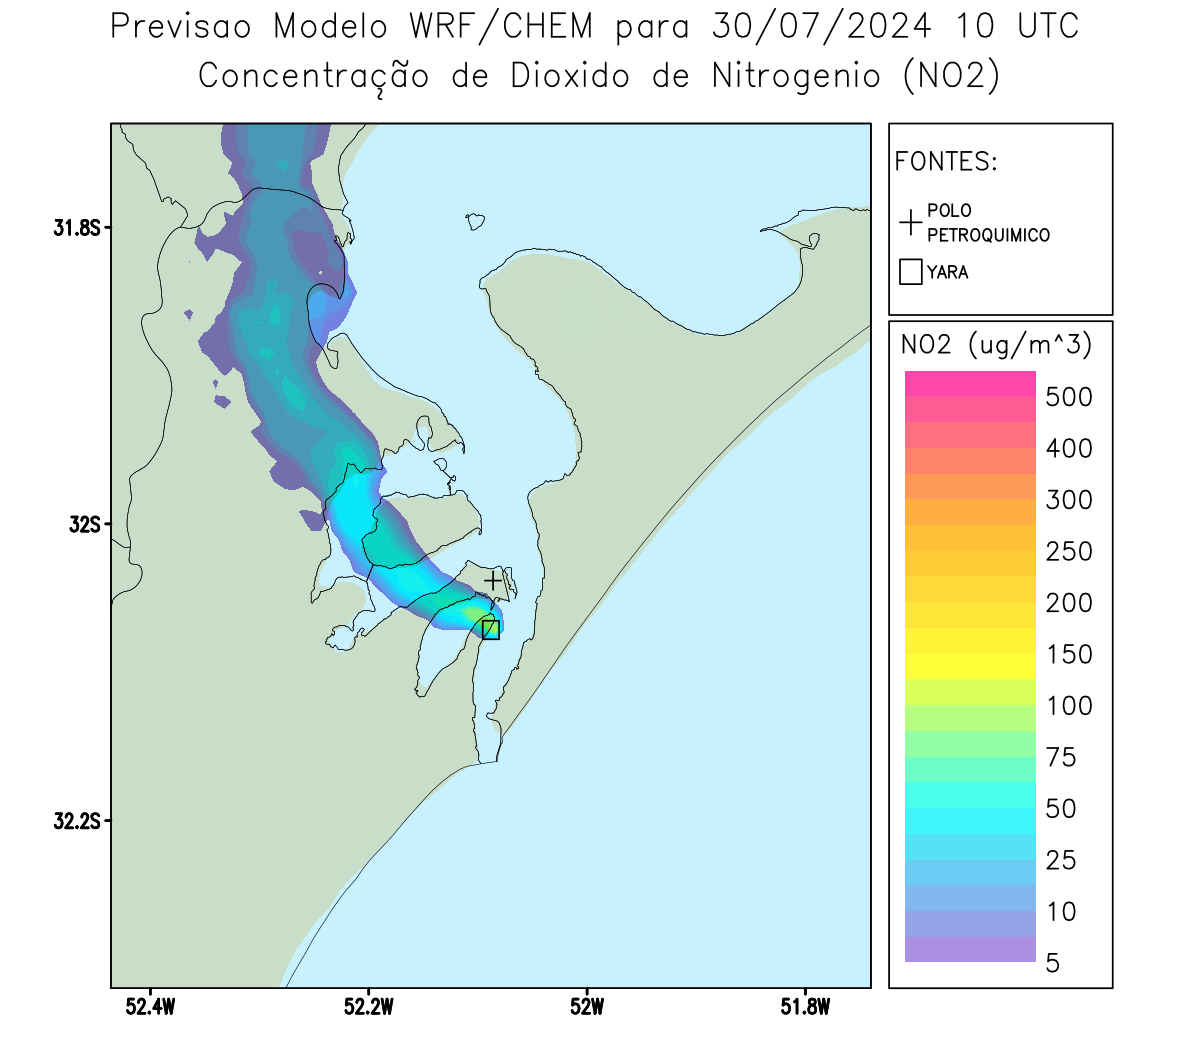 Previsao Modelo WRF/CHEM para 30/07/2024 10 UTC
Concentração de Dioxido de Nitrogenio (NO2)
FONTES:
POLO
PETROQUIMICO
YARA
NO2 (ug/m^3)
500
400
300
250
200
150
100
75
50
25
10
5
31.8S
32S
32.2S
52.4W
52.2W
52W
51.8W